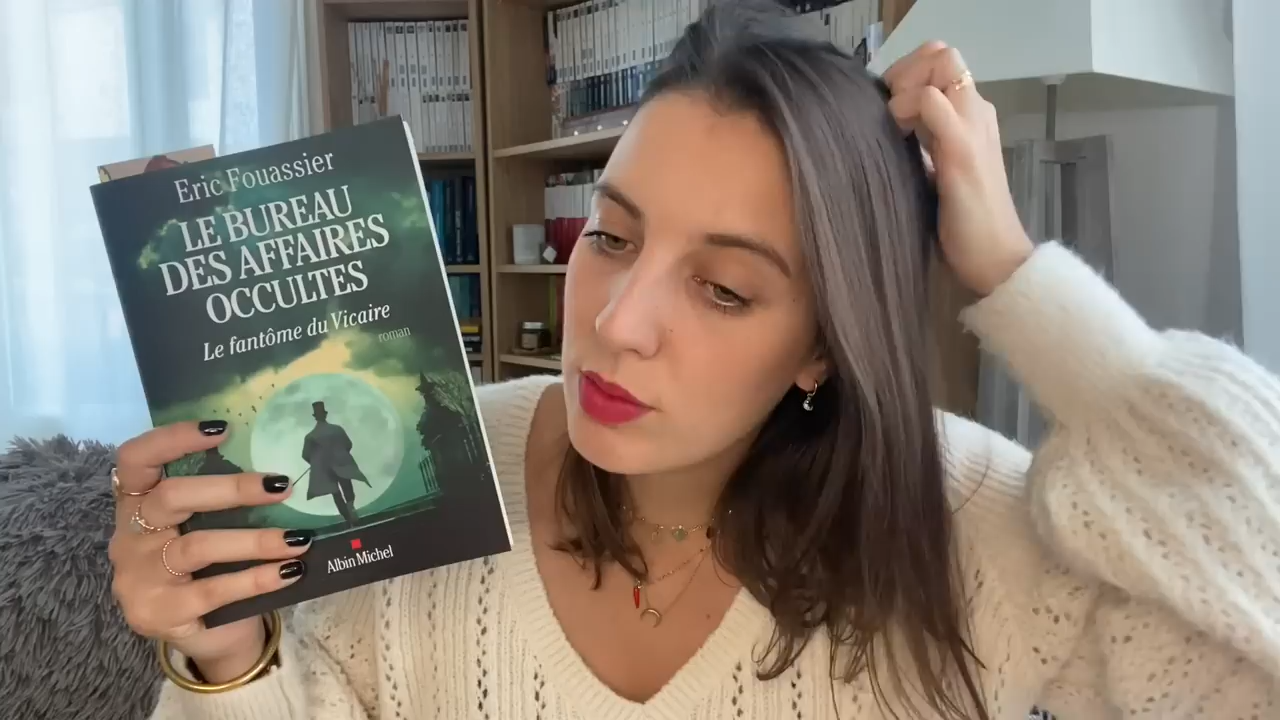 Eric Fouassier
LE BUREAU
DES AFFAIRES
OCCULTES
Le fantôme du Vicaire
roman
Albin Michel